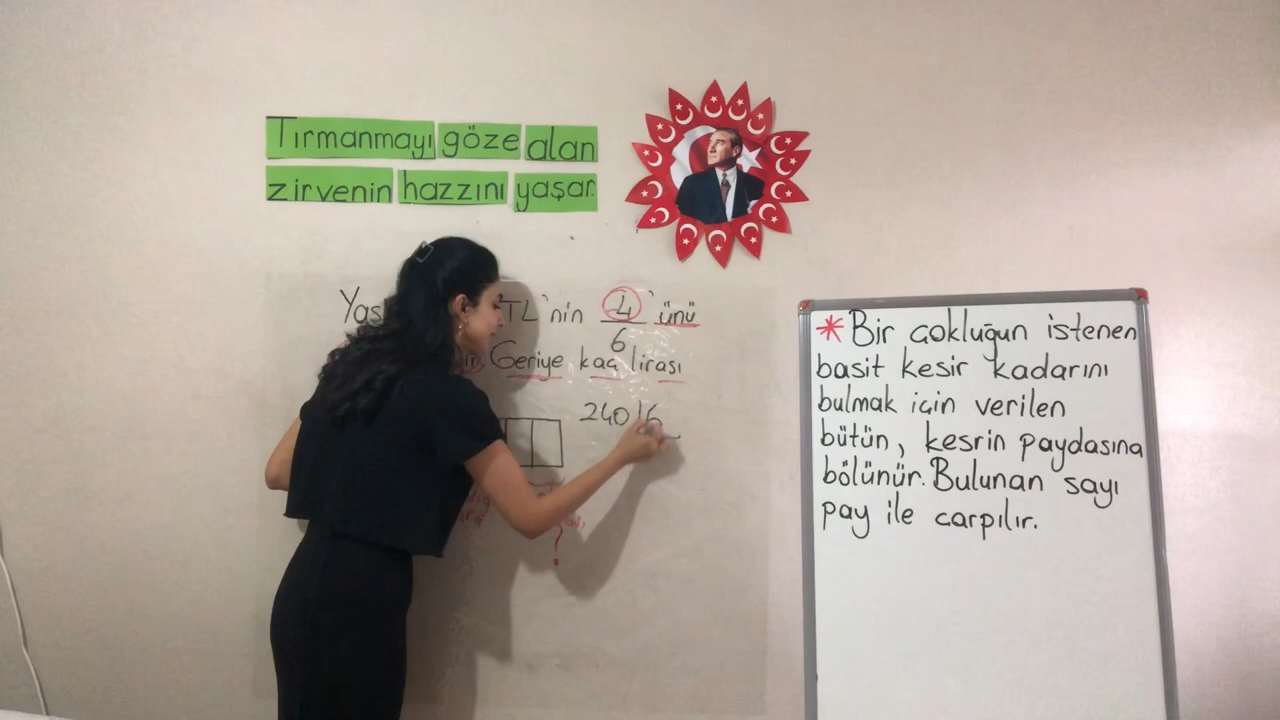 Tırmanmayı göze alan
zirvenin hazzını yaşar.
TL'nin 4/6'ünü
Geriye kaç lirası
240 6
?
* Bir çokluğun istenen
basit kesir kadarını
bulmak için verilen
bütün, kesrin paydasına
bölünür. Bulunan sayı
pay ile çarpılır.